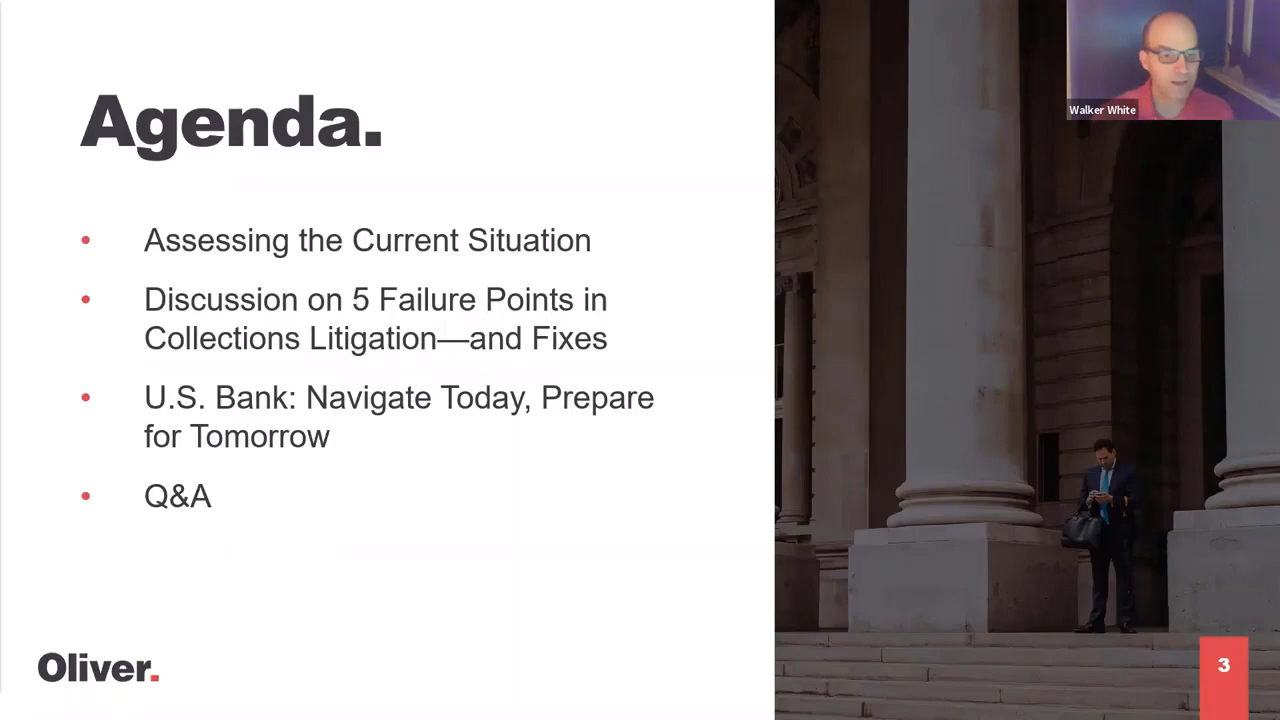 Walker White
Agenda.
• Assessing the Current Situation
• Discussion on 5 Failure Points in
Collections Litigation—and Fixes
• U.S. Bank: Navigate Today, Prepare
for Tomorrow
• Q&A
Oliver.
3